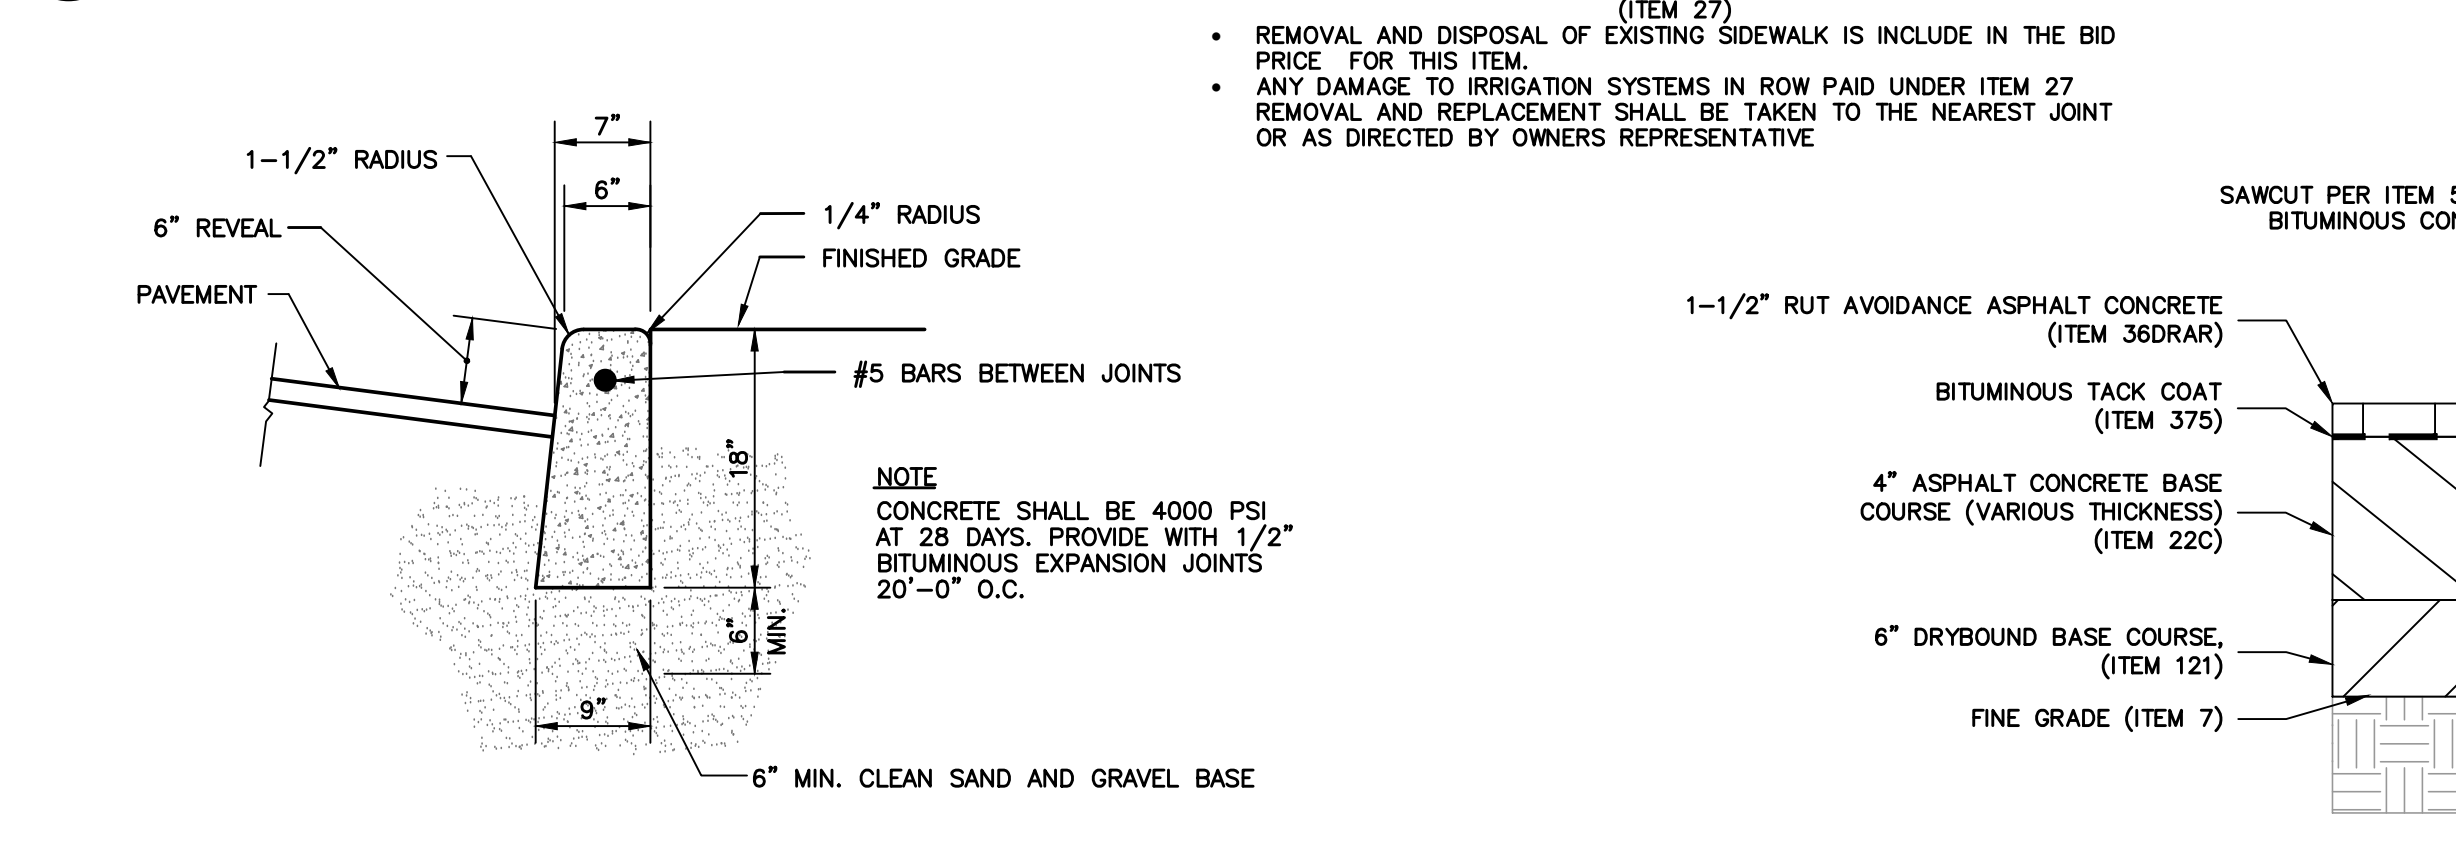 (ITEM 27)
• REMOVAL AND DISPOSAL OF EXISTING SIDEWALK IS INCLUDE IN THE BID
PRICE FOR THIS ITEM.
• ANY DAMAGE TO IRRIGATION SYSTEMS IN ROW PAID UNDER ITEM 27
REMOVAL AND REPLACEMENT SHALL BE TAKEN TO THE NEAREST JOINT
OR AS DIRECTED BY OWNERS REPRESENTATIVE
7"
1-1/2" RADIUS
6"
6" REVEAL
1/4" RADIUS
FINISHED GRADE
PAVEMENT
#5 BARS BETWEEN JOINTS
18"
NOTE
CONCRETE SHALL BE 4000 PSI
AT 28 DAYS. PROVIDE WITH 1/2"
BITUMINOUS EXPANSION JOINTS
20'-0" O.C.
6"
MIN.
9"
6" MIN. CLEAN SAND AND GRAVEL BASE
SAWCUT PER ITEM
BITUMINOUS
1-1/2" RUT AVOIDANCE ASPHALT CONCRETE
(ITEM 36DRAR)
BITUMINOUS TACK COAT
(ITEM 375)
4" ASPHALT CONCRETE BASE
COURSE (VARIOUS THICKNESS)
(ITEM 22C)
6" DRYBOUND BASE COURSE,
(ITEM 121)
FINE GRADE (ITEM 7)